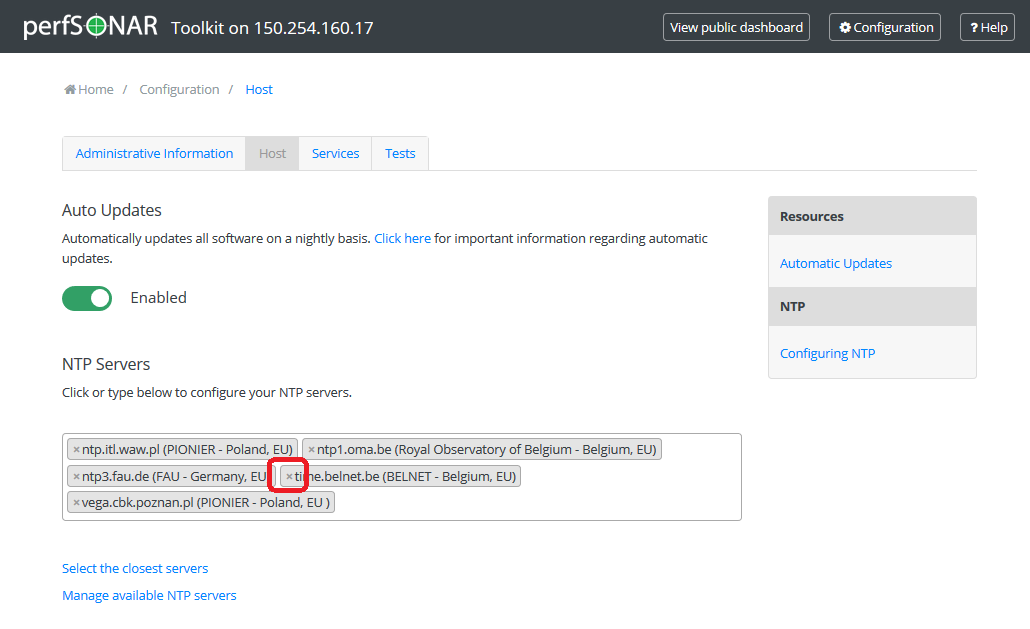 perfSONAR Toolkit on 150.254.160.17 View public dashboard Configuration ? Help
Home / Configuration / Host
Administrative Information Host Services Tests
Auto Updates
Automatically updates all software on a nightly basis. Click here for important information regarding automatic
updates.
Enabled
NTP Servers
Click or type below to configure your NTP servers.
×ntp.itl.waw.pl (PIONIER - Poland, EU) ×ntp1.oma.be (Royal Observatory of Belgium - Belgium, EU)
×ntp3.fau.de (FAU - Germany, EU ×time.belnet.be (BELNET - Belgium, EU)
×vega.cbk.poznan.pl (PIONIER - Poland, EU )
Select the closest servers
Manage available NTP servers
Resources
Automatic Updates
NTP
Configuring NTP